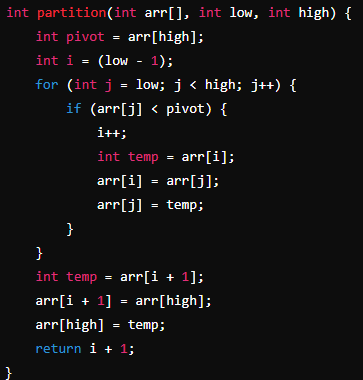 int partition(int arr[], int low, int high) {
    int pivot = arr[high];
    int i = (low - 1);
    for (int j = low; j < high; j++) {
        if (arr[j] < pivot) {
            i++;
            int temp = arr[i];
            arr[i] = arr[j];
            arr[j] = temp;
        }
    }
    int temp = arr[i + 1];
    arr[i + 1] = arr[high];
    arr[high] = temp;
    return i + 1;
}